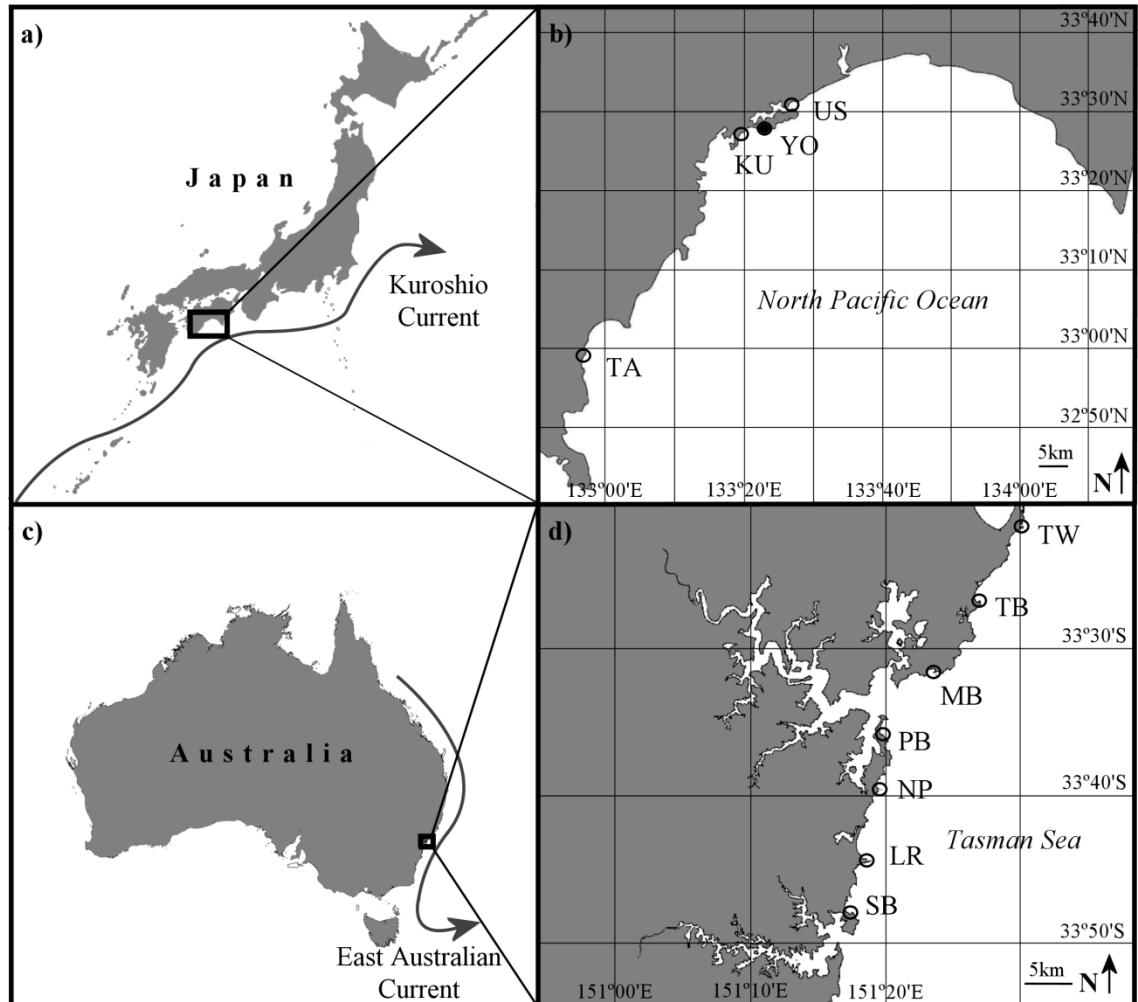 a)
Japan
Kuroshio
Current
b)
33°40'N
33°30'N
US
YO
KU
33°20'N
33°10'N
North Pacific Ocean
33°00'N
TA
32°50'N
5km
N
133°00'E
133°20'E
133°40'E
134°00'E
c)
Australia
East Australian
Current
d)
TW
TB
33°30'S
MB
PB
NP
33°40'S
Tasman Sea
LR
SB
33°50'S
151°00'E
151°10'E
151°20'E
5km
N